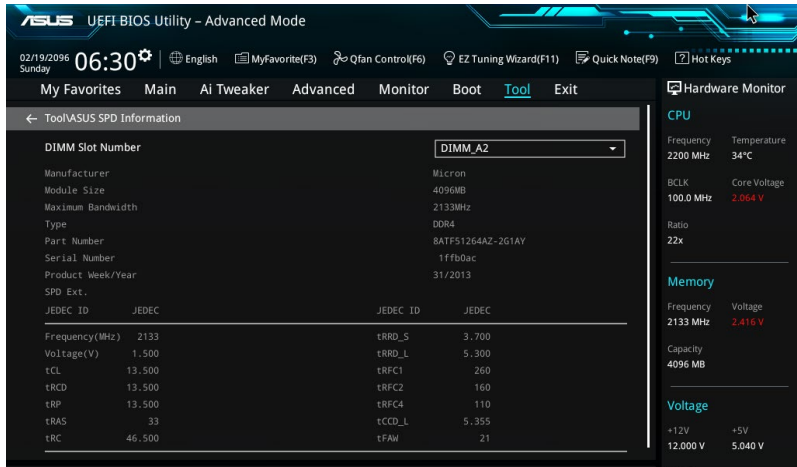 ASUS UEFI BIOS Utility – Advanced Mode
02/19/2096
Sunday
06:30
English
MyFavorite(F3)
Qfan Control(F6)
EZ Tuning Wizard(F11)
Quick Note(F9)
? Hot Keys
My Favorites Main Ai Tweaker Advanced Monitor Boot Tool Exit
← Tool\ASUS SPD Information
DIMM Slot Number DIMM_A2
Manufacturer Micron
Module Size 4096MB
Maximum Bandwidth 2133MHz
Type DDR4
Part Number 8ATF51264AZ-2G1AY
Serial Number 1ffb0ac
Product Week/Year 31/2013
SPD Ext.
JEDEC ID JEDEC JEDEC ID JEDEC
Frequency(MHz) 2133 tRRD_S 3.700
Voltage(V) 1.500 tRRD_L 5.300
tCL 13.500 tRFC1 260
tRCD 13.500 tRFC2 160
tRP 13.500 tRFC4 110
tRAS 33 tCCD_L 5.355
tRC 46.500 tFAW 21
Hardware Monitor
CPU
Frequency Temperature
2200 MHz 34°C
BCLK Core Voltage
100.0 MHz 2.064 V
Ratio
22x
Memory
Frequency Voltage
2133 MHz 2.416 V
Capacity
4096 MB
Voltage
+12V +5V
12.000 V 5.040 V